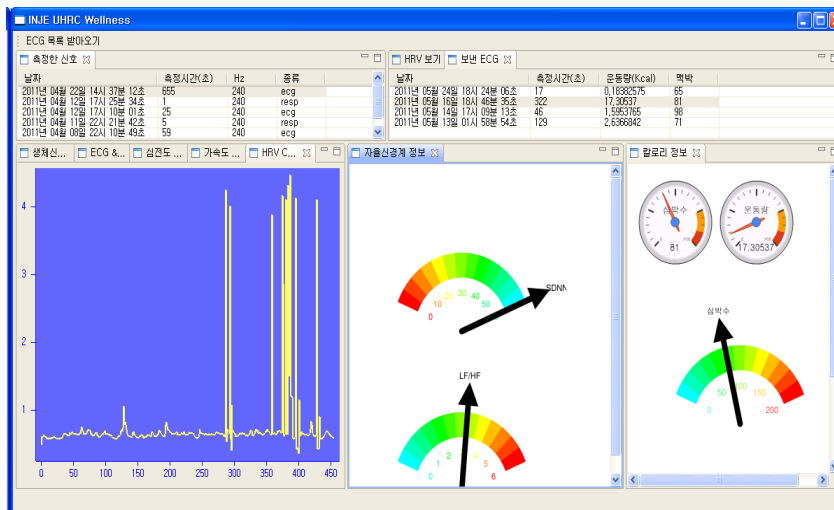 INJE UHRC Wellness
ECG 목록 받아오기
측정한 신호
날짜 측정시간(초) Hz 종류
2011년 04월 22일 14시 37분 12초 655 240 ecg
2011년 04월 12일 17시 25분 34초 1 240 resp
2011년 04월 12일 17시 10분 01초 25 240 ecg
2011년 04월 11일 21시 42분 5 240 resp
2011년 04월 08일 22시 10분 49초 59 240 ecg
HRV 보기 보낸 ECG
날짜 측정시간(초) 운동량(Kcal) 맥박
2011년 05월 24일 18시 24분 06초 17 0,18382575 65
2011년 05월 16일 18시 46분 35초 322 17,30537 81
2011년 05월 14일 17시 09분 13초 46 1,5953765 98
2011년 05월 13일 01시 58분 54초 129 2,6366842 71
생체신... ECG &... 심전도 ... 가속도 ... HRV C...
4
3
2
1
0 50 100 150 200 250 300 350 400 450
자율신경계 정보
SDNN
0 10 20 30 40 50
LF/HF
0 1 2 4 5 6
칼로리 정보
심박수 운동량
81 17.30537
심박수
0 50 100 150 200